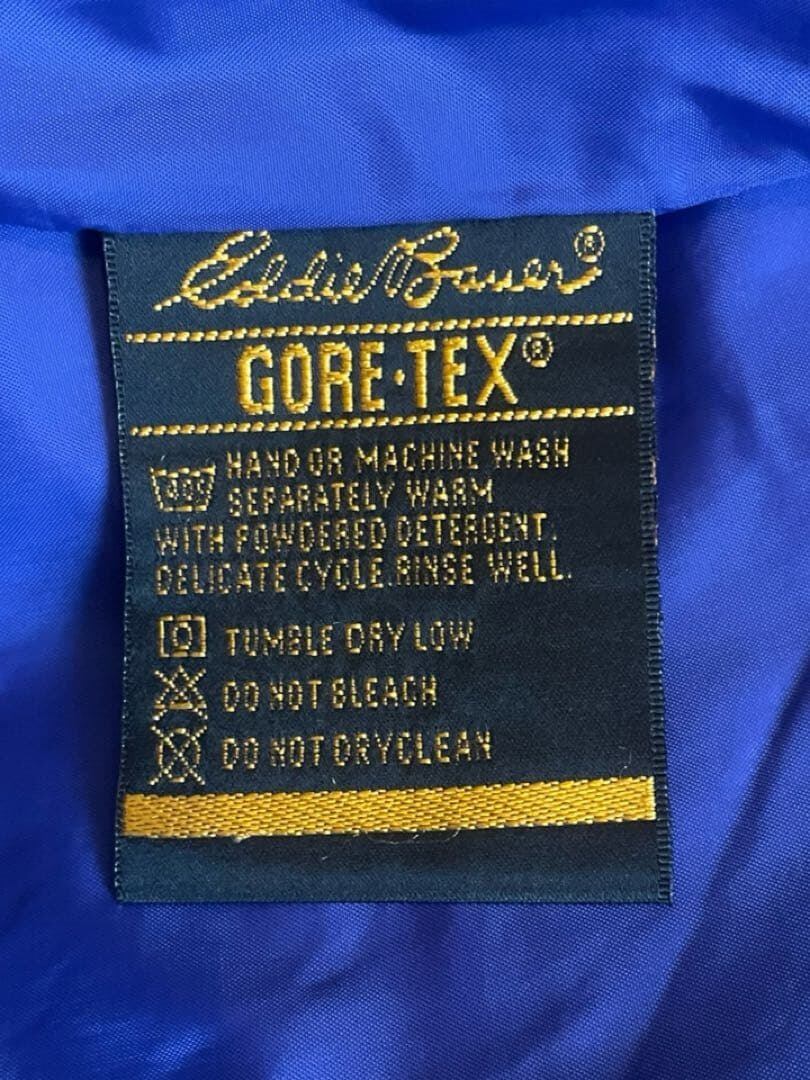 Eddie Bauer®
GORE·TEX®
HAND OR MACHINE WASH
SEPARATELY WARM
WITH POWDERED DETERGENT.
DELICATE CYCLE.RINSE WELL.
TUMBLE DRY LOW
DO NOT BLEACH
DO NOT DRYCLEAN